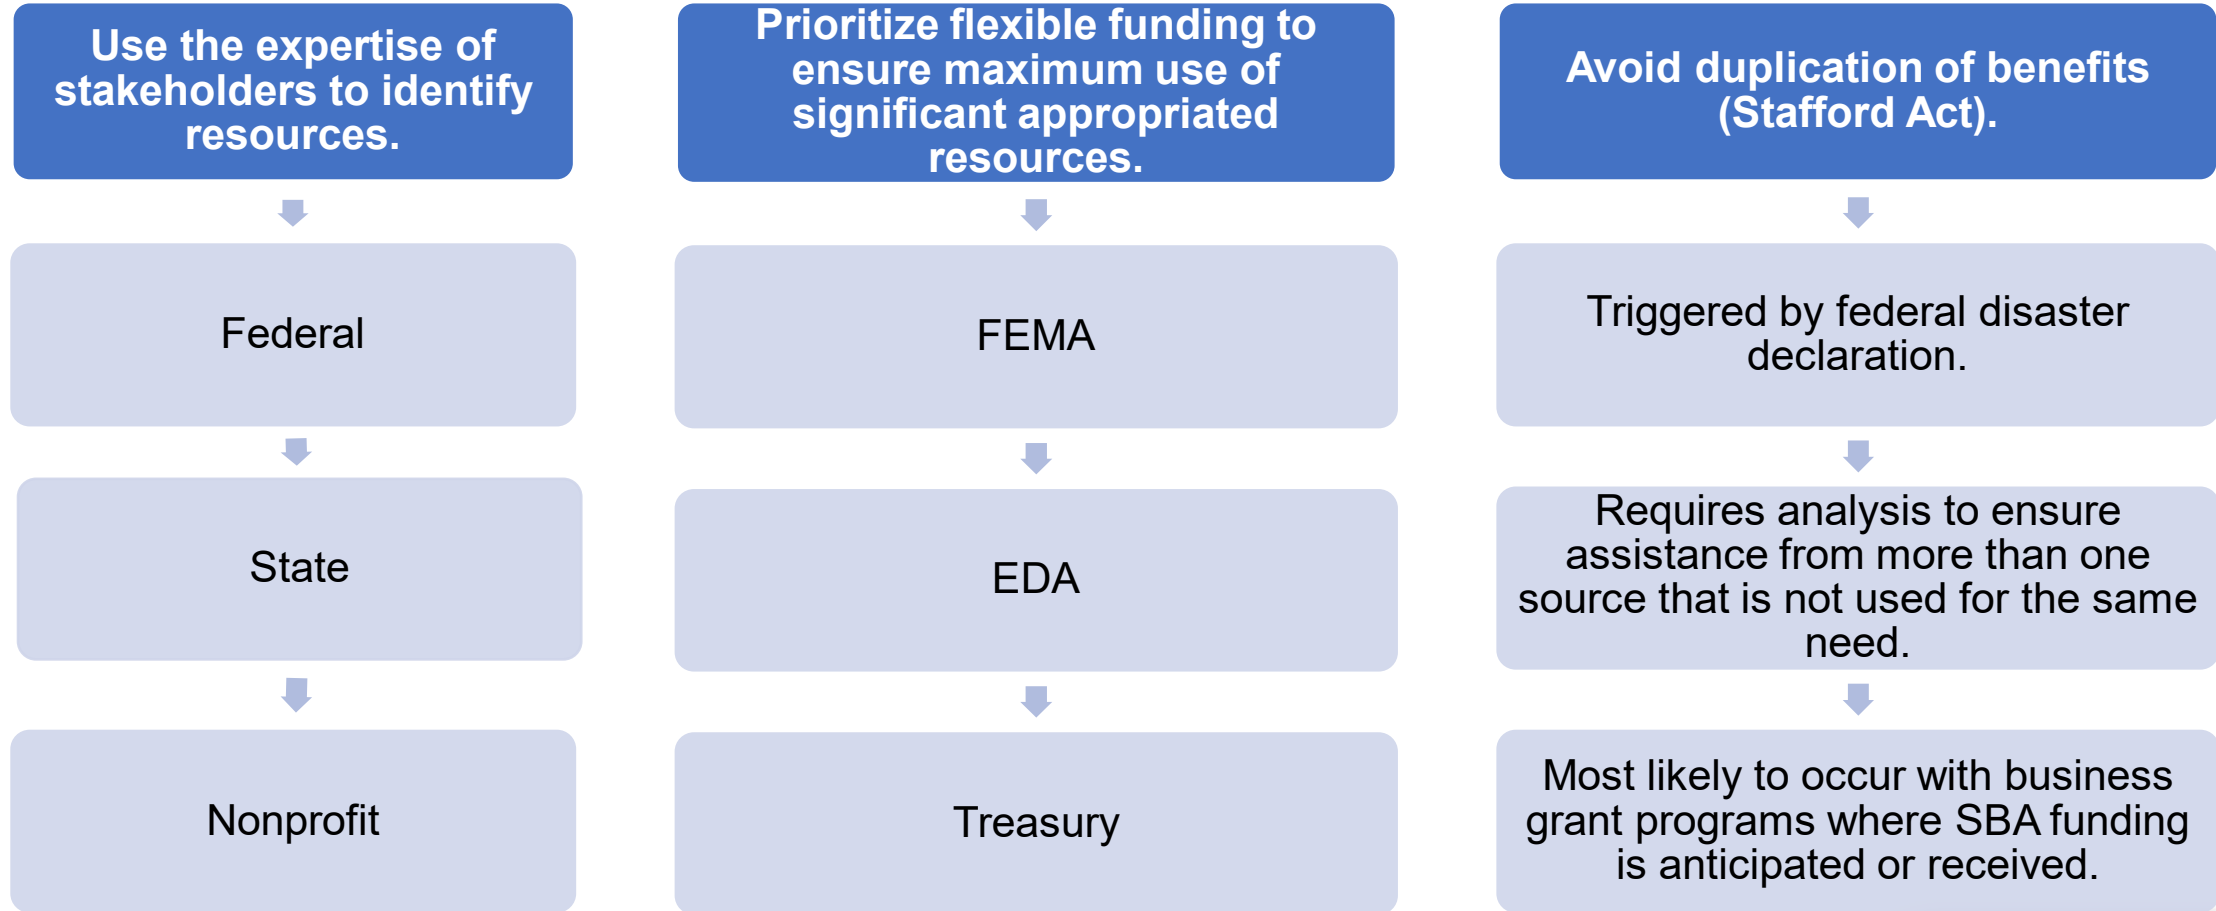 Use the expertise of
stakeholders to identify
resources.
Federal
State
Nonprofit
Prioritize flexible funding to
ensure maximum use of
significant appropriated
resources.
FEMA
EDA
Treasury
Avoid duplication of benefits
(Stafford Act).
Triggered by federal disaster
declaration.
Requires analysis to ensure
assistance from more than one
source that is not used for the same
need.
Most likely to occur with business
grant programs where SBA funding
is anticipated or received.